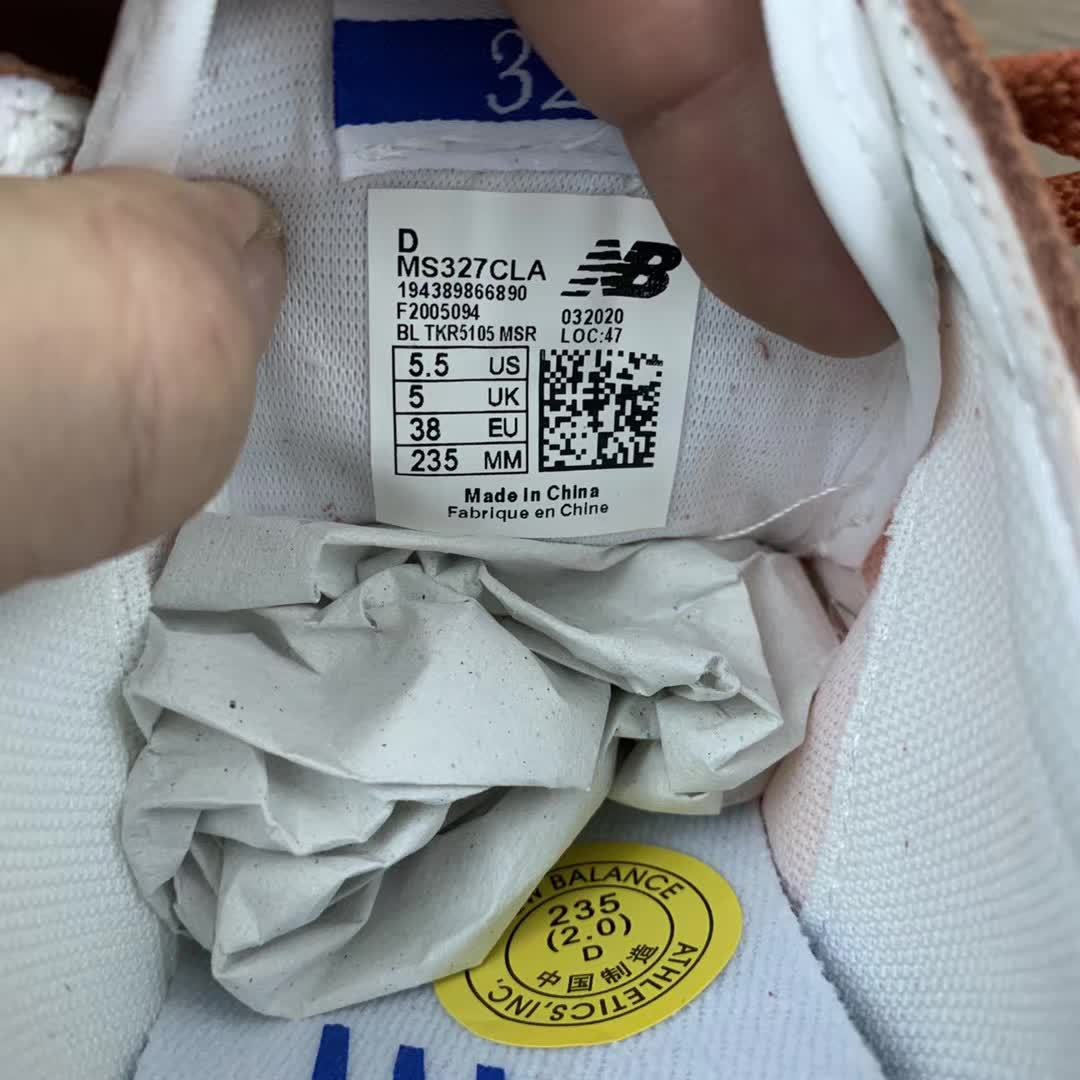 32
D
MS327CLA
NB
194389866890
F2005094
032020
BL TKR5105 MSR
LOC:47
5.5 US
5 UK
38 EU
235 MM
Made in China
Fabrique en Chine
BALANCE
235
(2.0)
D
中国制造
ATHLETICS,INC.